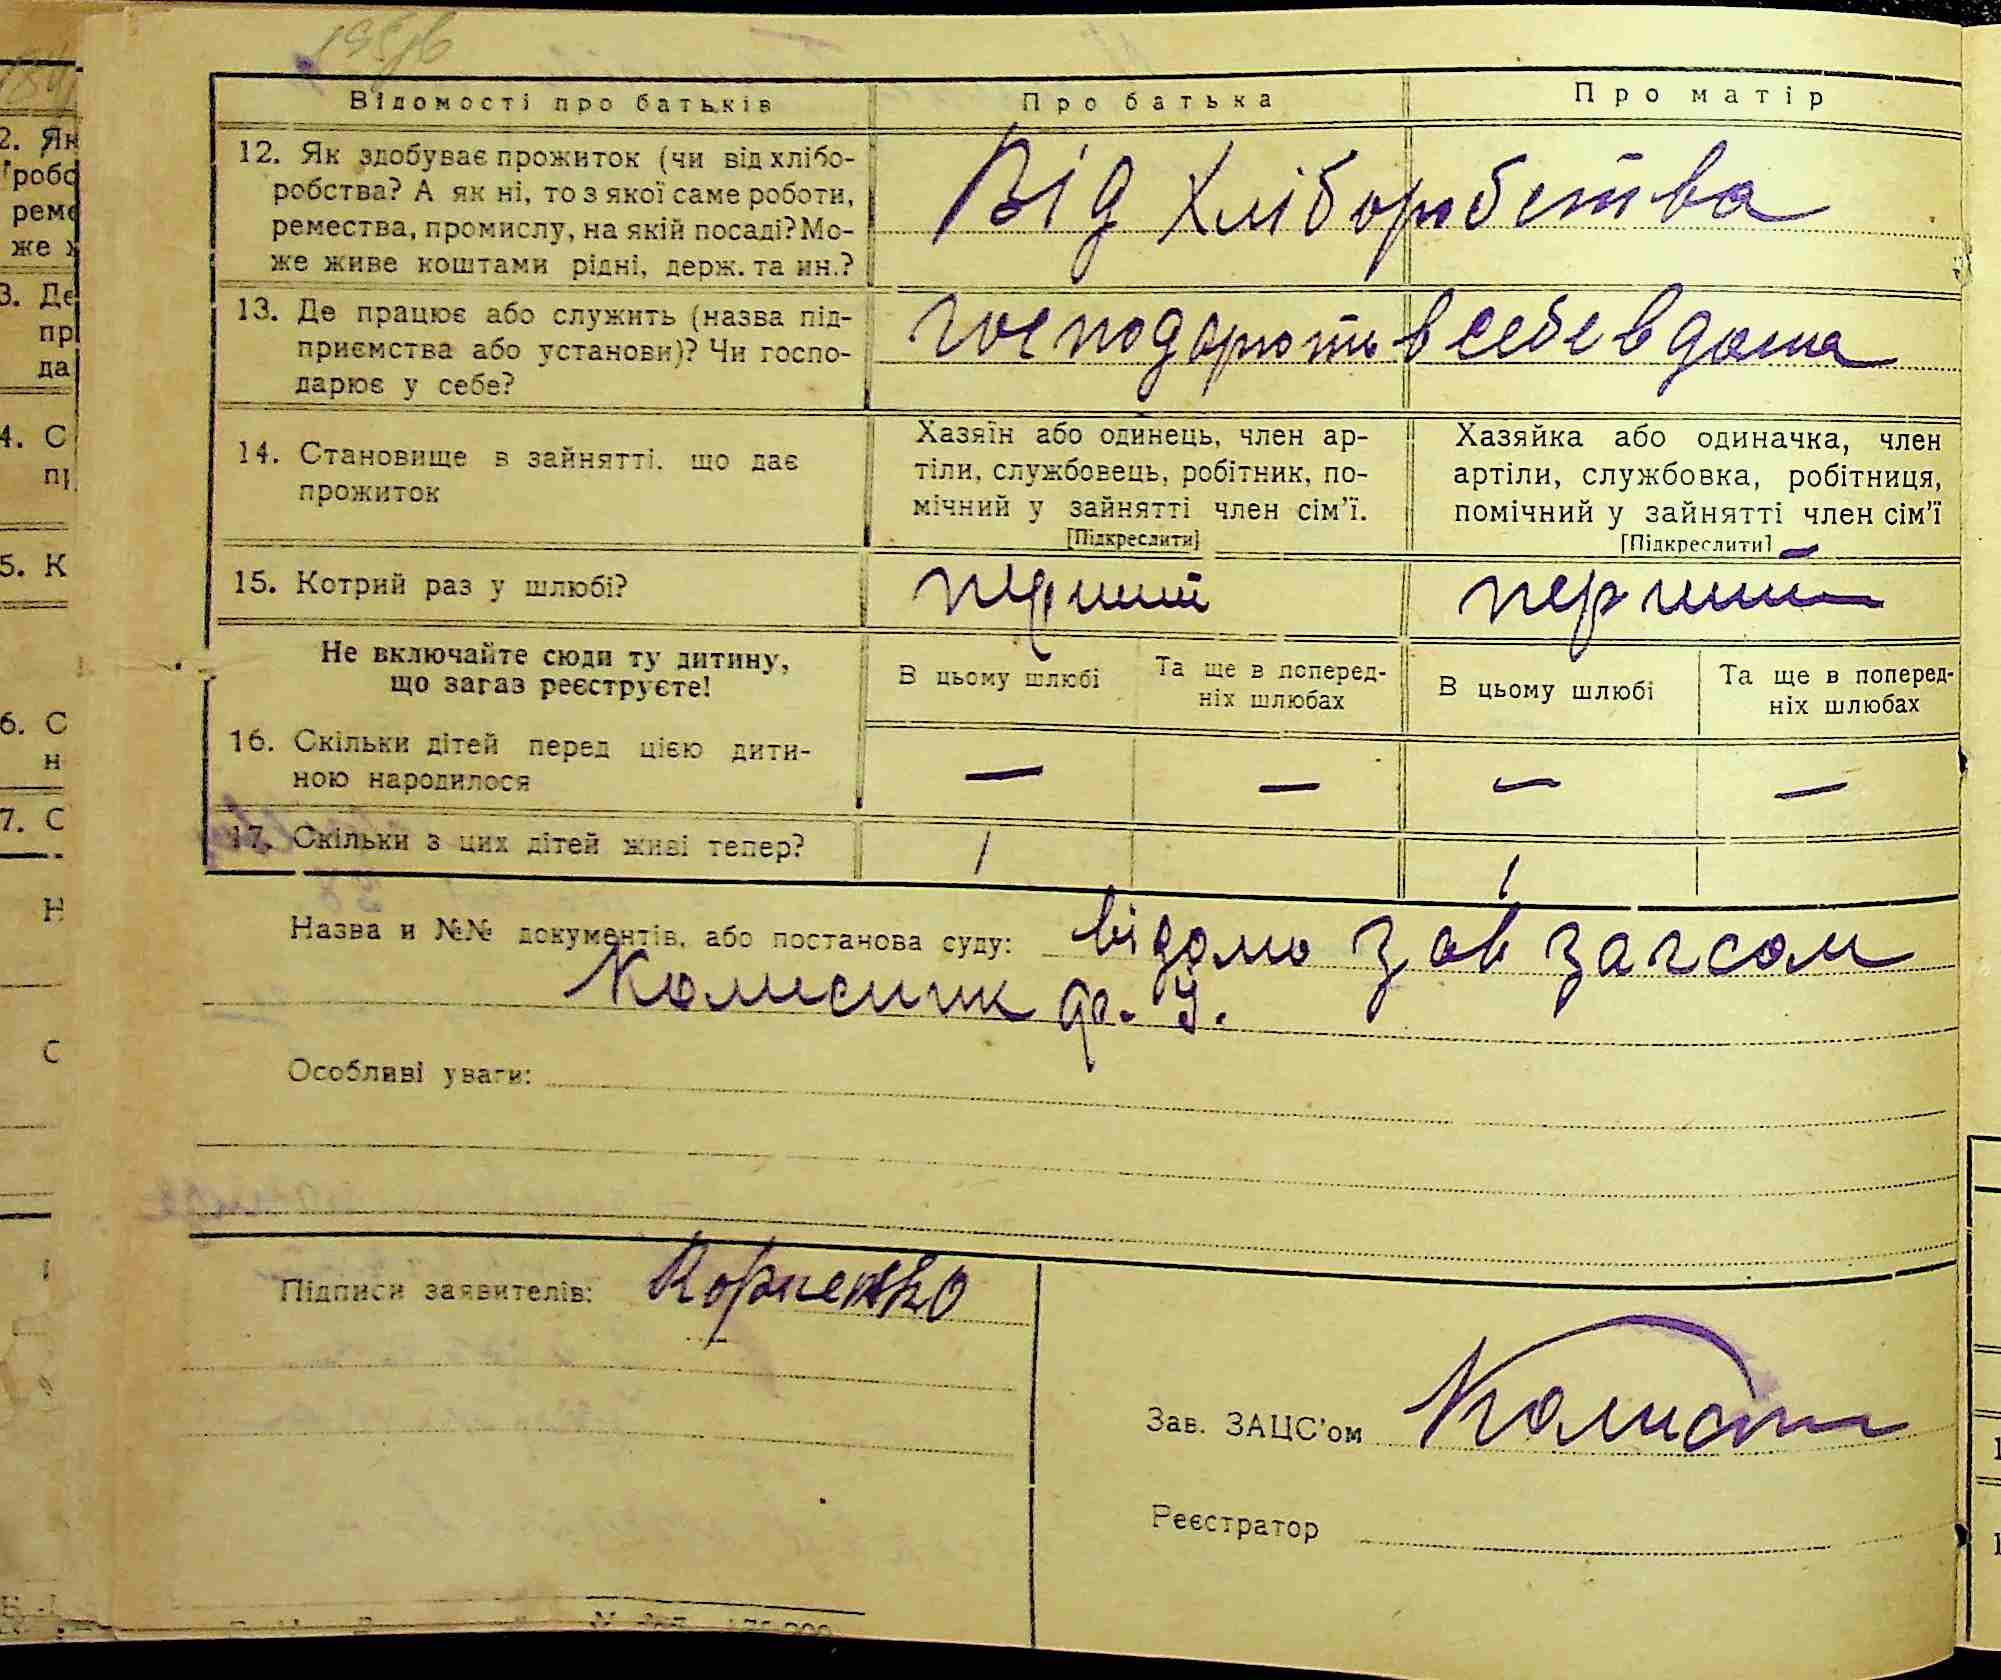 Відомості про батьків Про батька Про матір
12. Як здобуває прожиток (чи від хлібо-
робства? А як ні, то з якої саме роботи,
ремества, промислу, на якій посаді? Мо-
же живе коштами рідні, держ. та ин.?
Від хліборобства
13. Де працює або служить (назва під-
приємства або установи)? Чи госпо-
дарює у себе?
господарють в себе вдома
14. Становище в зайнятті, що дає
прожиток
Хазяїн або одинець, член ар-
тіли, службовець, робітник, по-
мічний у зайнятті член сім'ї.
[Підкреслити]
Хазяйка або одиначка, член
артіли, службовка, робітниця,
помічний у зайнятті член сім'ї
[Підкреслити]
15. Котрий раз у шлюбі? перший перший
Не включайте сюди ту дитину,
що загаз реєструєте!
В цьому шлюбі
Та ще в поперед-
ніх шлюбах
В цьому шлюбі
Та ще в поперед-
ніх шлюбах
16. Скільки дітей перед цією дити-
ною народилося
— — — —
17. Скільки з цих дітей живі тепер? 1 1
Назва и №№ документів, або постанова суду: відомо зав загсом
Особливі уваги:
Підписи заявителів: Корненко
Зав. ЗАЦС'ом
Реєстратор